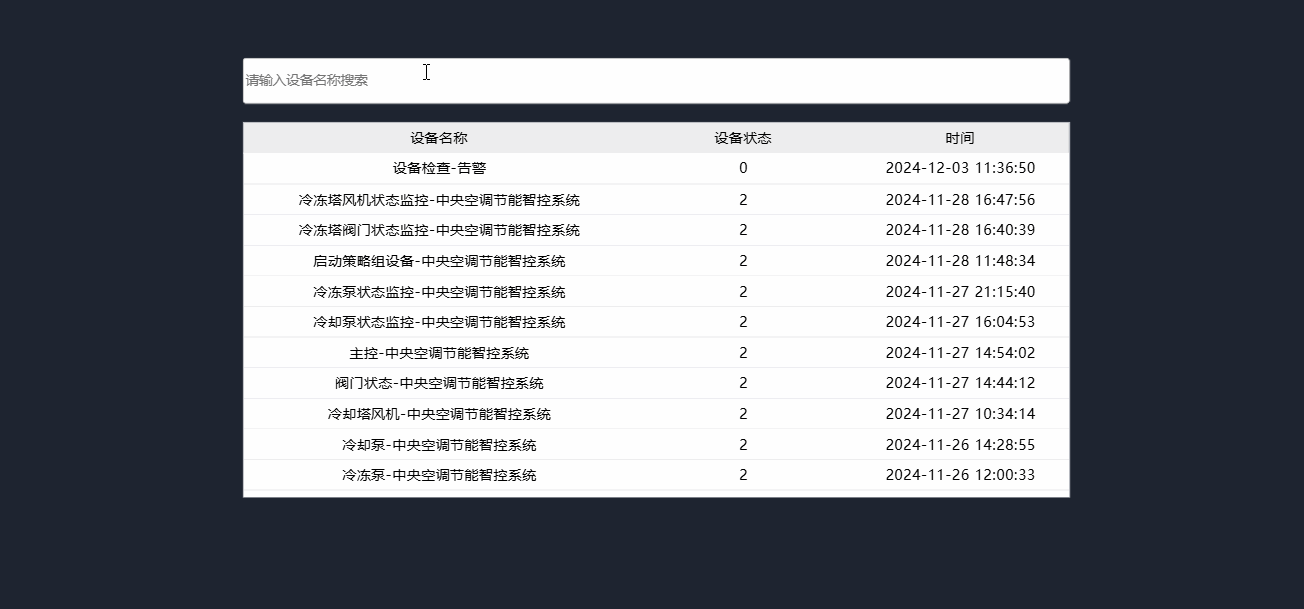 请输入设备名称搜索
设备名称 设备状态 时间
设备检查-告警 0 2024-12-03 11:36:50
冷冻塔风机状态监控-中央空调节能智控系统 2 2024-11-28 16:47:56
冷冻塔阀门状态监控-中央空调节能智控系统 2 2024-11-28 16:40:39
启动策略组设备-中央空调节能智控系统 2 2024-11-28 11:48:34
冷冻泵状态监控-中央空调节能智控系统 2 2024-11-27 21:15:40
冷却泵状态监控-中央空调节能智控系统 2 2024-11-27 16:04:53
主控-中央空调节能智控系统 2 2024-11-27 14:54:02
阀门状态-中央空调节能智控系统 2 2024-11-27 14:44:12
冷却塔风机-中央空调节能智控系统 2 2024-11-27 10:34:14
冷却泵-中央空调节能智控系统 2 2024-11-26 14:28:55
冷冻泵-中央空调节能智控系统 2 2024-11-26 12:00:33